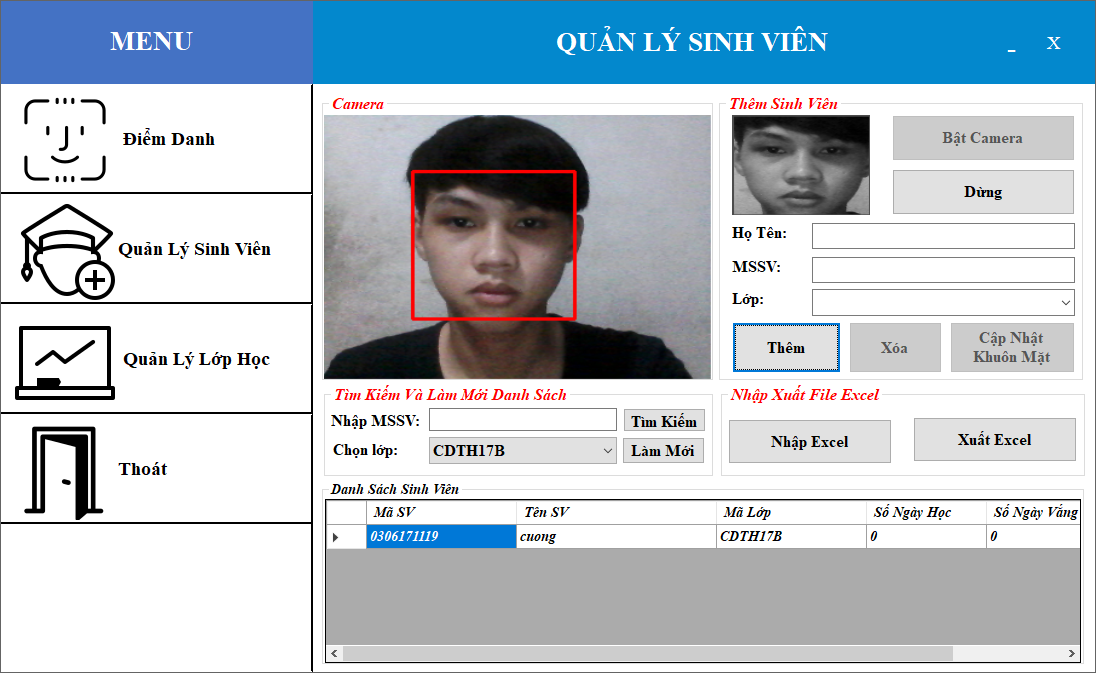 MENU
QUẢN LÝ SINH VIÊN
_ X
Điểm Danh
Quản Lý Sinh Viên
Quản Lý Lớp Học
Thoát
Camera
Thêm Sinh Viên
Bật Camera
Dừng
Họ Tên:
MSSV:
Lớp:
Thêm
Xóa
Cập Nhật
Khuôn Mặt
Tìm Kiếm Và Làm Mới Danh Sách
Nhập MSSV:
Tìm Kiếm
Chọn lớp:
CDTH17B
Làm Mới
Nhập Xuất File Excel
Nhập Excel
Xuất Excel
Danh Sách Sinh Viên
Mã SV Tên SV Mã Lớp Số Ngày Học Số Ngày Vắng
0306171119 cuong CDTH17B 0 0